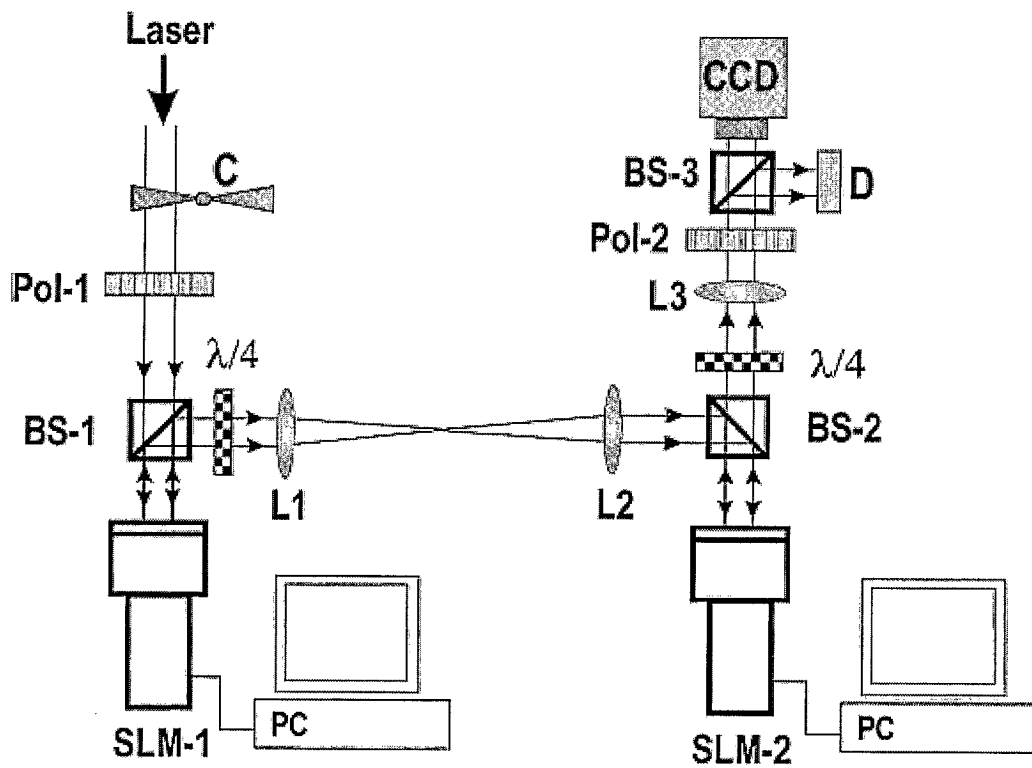 Laser
C
Pol-1
λ/4
BS-1
L1
L2
SLM-1
PC
CCD
BS-3
D
Pol-2
L3
λ/4
BS-2
SLM-2
PC